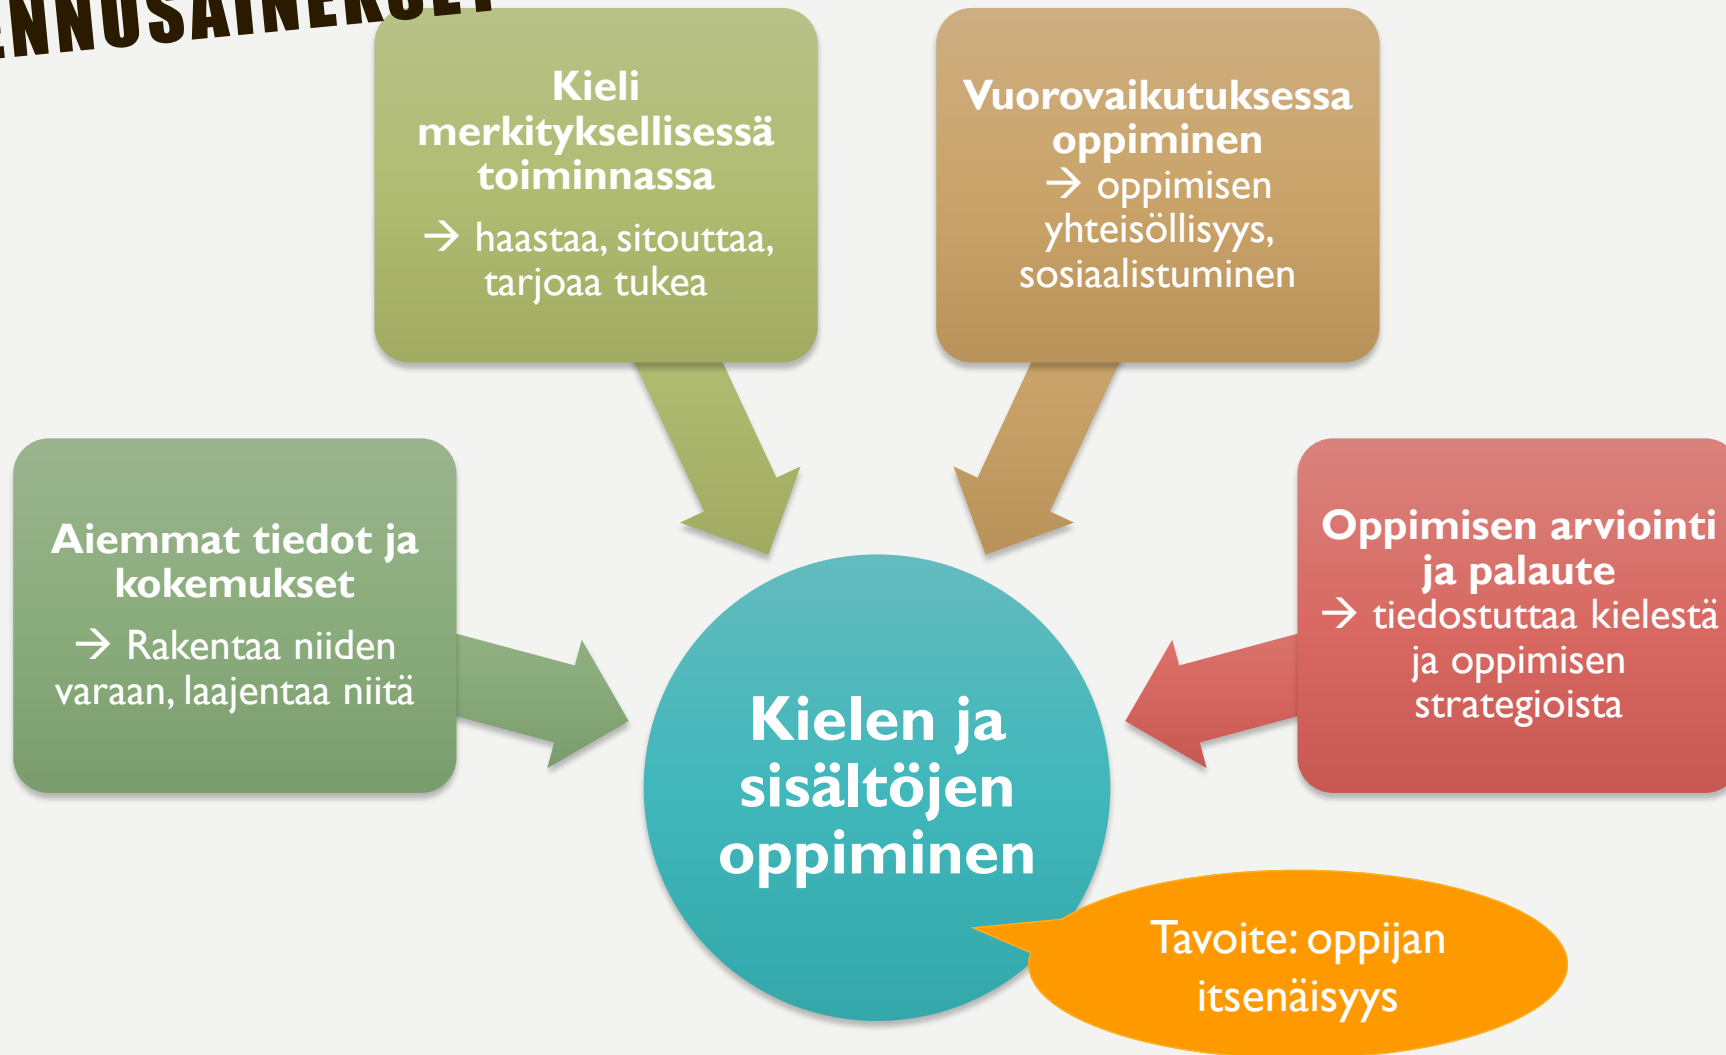 Kieli
merkityksellisessä
toiminnassa
→ haastaa, sitouttaa,
tarjoaa tukea
Vuorovaikutuksessa
oppiminen
→ oppimisen
yhteisöllisyys,
sosiaalistuminen
Aiemmat tiedot ja
kokemukset
→ Rakentaa niiden
varaan, laajentaa niitä
Oppimisen arviointi
ja palaute
→ tiedostuttaa kielestä
ja oppimisen
strategioista
Kielen ja
sisältöjen
oppiminen
Tavoite: oppijan
itsenäisyys